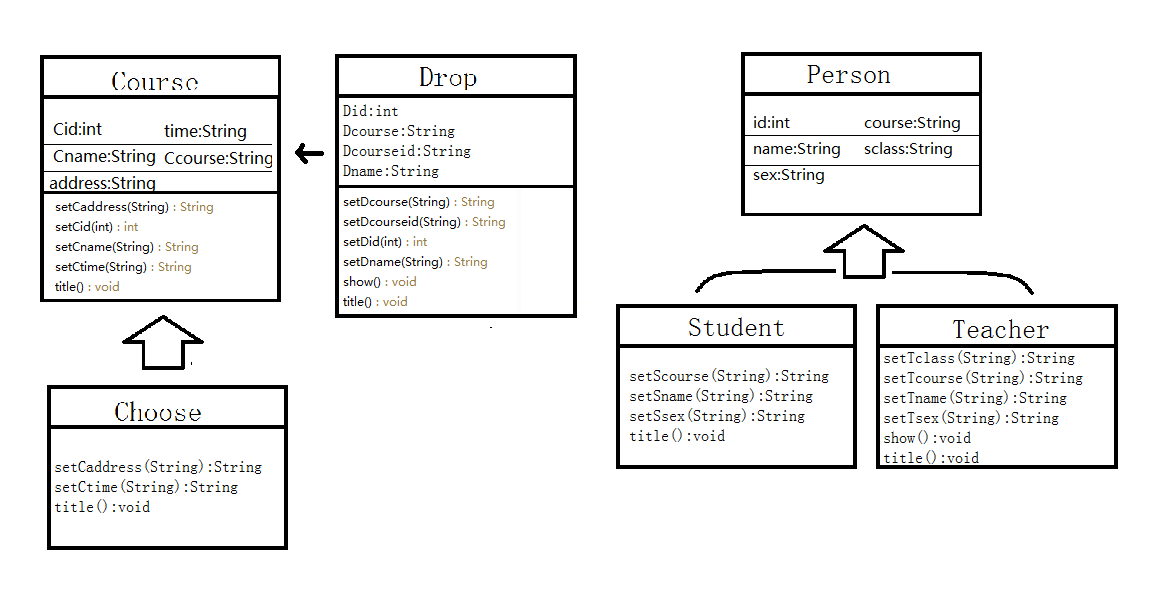 Course
Cid:int time:String
Cname:String Ccourse:String
address:String
setCaddress(String) : String
setCid(int) : int
setCname(String) : String
setCtime(String) : String
title() : void
Drop
Did:int
Dcourse:String
Dcourseid:String
Dname:String
setDcourse(String) : String
setDcourseid(String) : String
setDid(int) : int
setDname(String) : String
show() : void
title() : void
Choose
setCaddress(String):String
setCtime(String):String
title():void
Person
id:int course:String
name:String sclass:String
sex:String
Student
setScourse(String):String
setSname(String):String
setSsex(String):String
title():void
Teacher
setTclass(String):String
setTcourse(String):String
setTname(String):String
setTsex(String):String
show():void
title():void